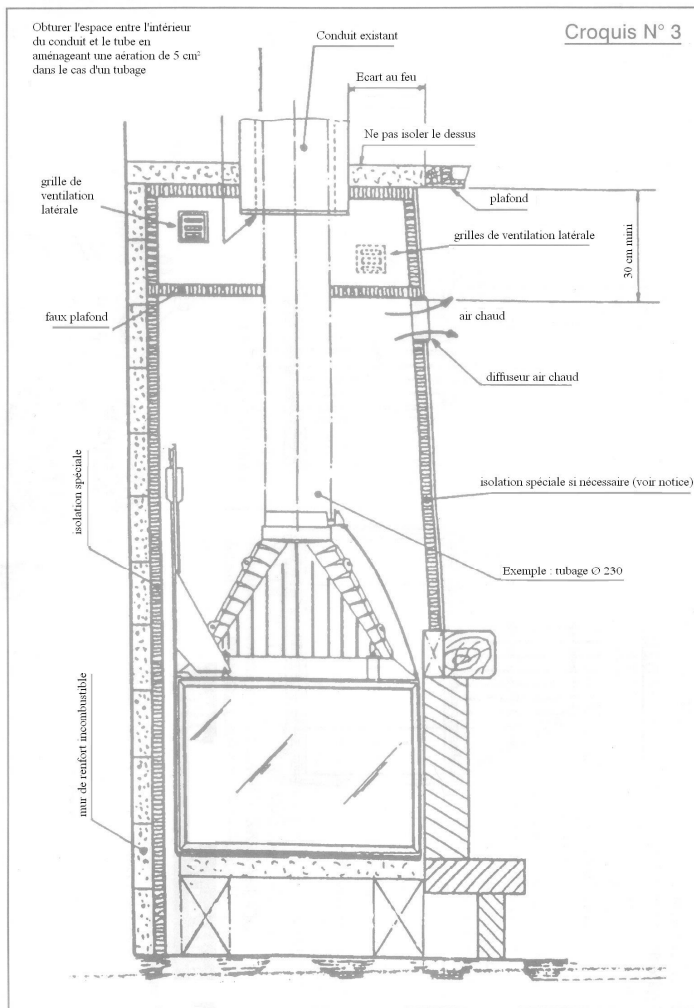 Croquis N° 3
Obturer l'espace entre l'intérieur
du conduit et le tube en
aménageant une aération de 5 cm²
dans le cas d'un tubage
Conduit existant
Ecart au feu
Ne pas isoler le dessus
plafond
grille de
ventilation
latérale
grilles de ventilation latérale
30 cm mini
faux plafond
air chaud
diffuseur air chaud
isolation spéciale
isolation spéciale si nécessaire (voir notice)
Exemple : tubage Ø 230
mur de renfort incombustible